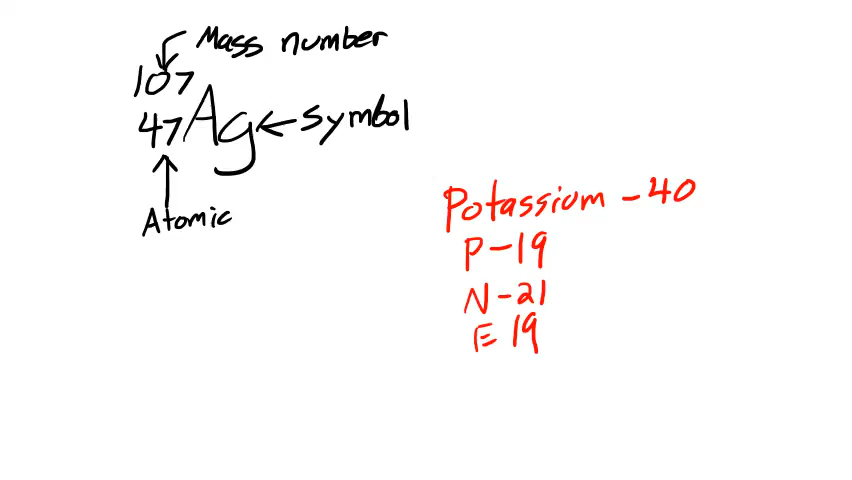 Mass number
107
47Ag
symbol
Atomic
Potassium - 40
P - 19
N - 21
E 19